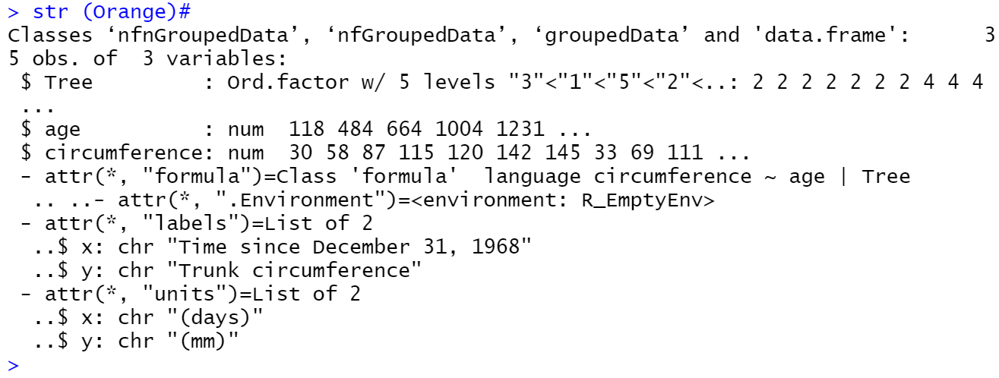 > str (Orange)#
Classes ‘nfnGroupedData’, ‘nfGroupedData’, ‘groupedData’ and 'data.frame':	3
5 obs. of  3 variables:
 $ Tree         : Ord.factor w/ 5 levels "3"<"1"<"5"<"2"<..: 2 2 2 2 2 2 2 4 4 4
 ...
 $ age          : num  118 484 664 1004 1231 ...
 $ circumference: num  30 58 87 115 120 142 145 33 69 111 ...
 - attr(*, "formula")=Class 'formula'  language circumference ~ age | Tree
  .. ..- attr(*, ".Environment")=<environment: R_EmptyEnv>
 - attr(*, "labels")=List of 2
  ..$ x: chr "Time since December 31, 1968"
  ..$ y: chr "Trunk circumference"
 - attr(*, "units")=List of 2
  ..$ x: chr "(days)"
  ..$ y: chr "(mm)"
>